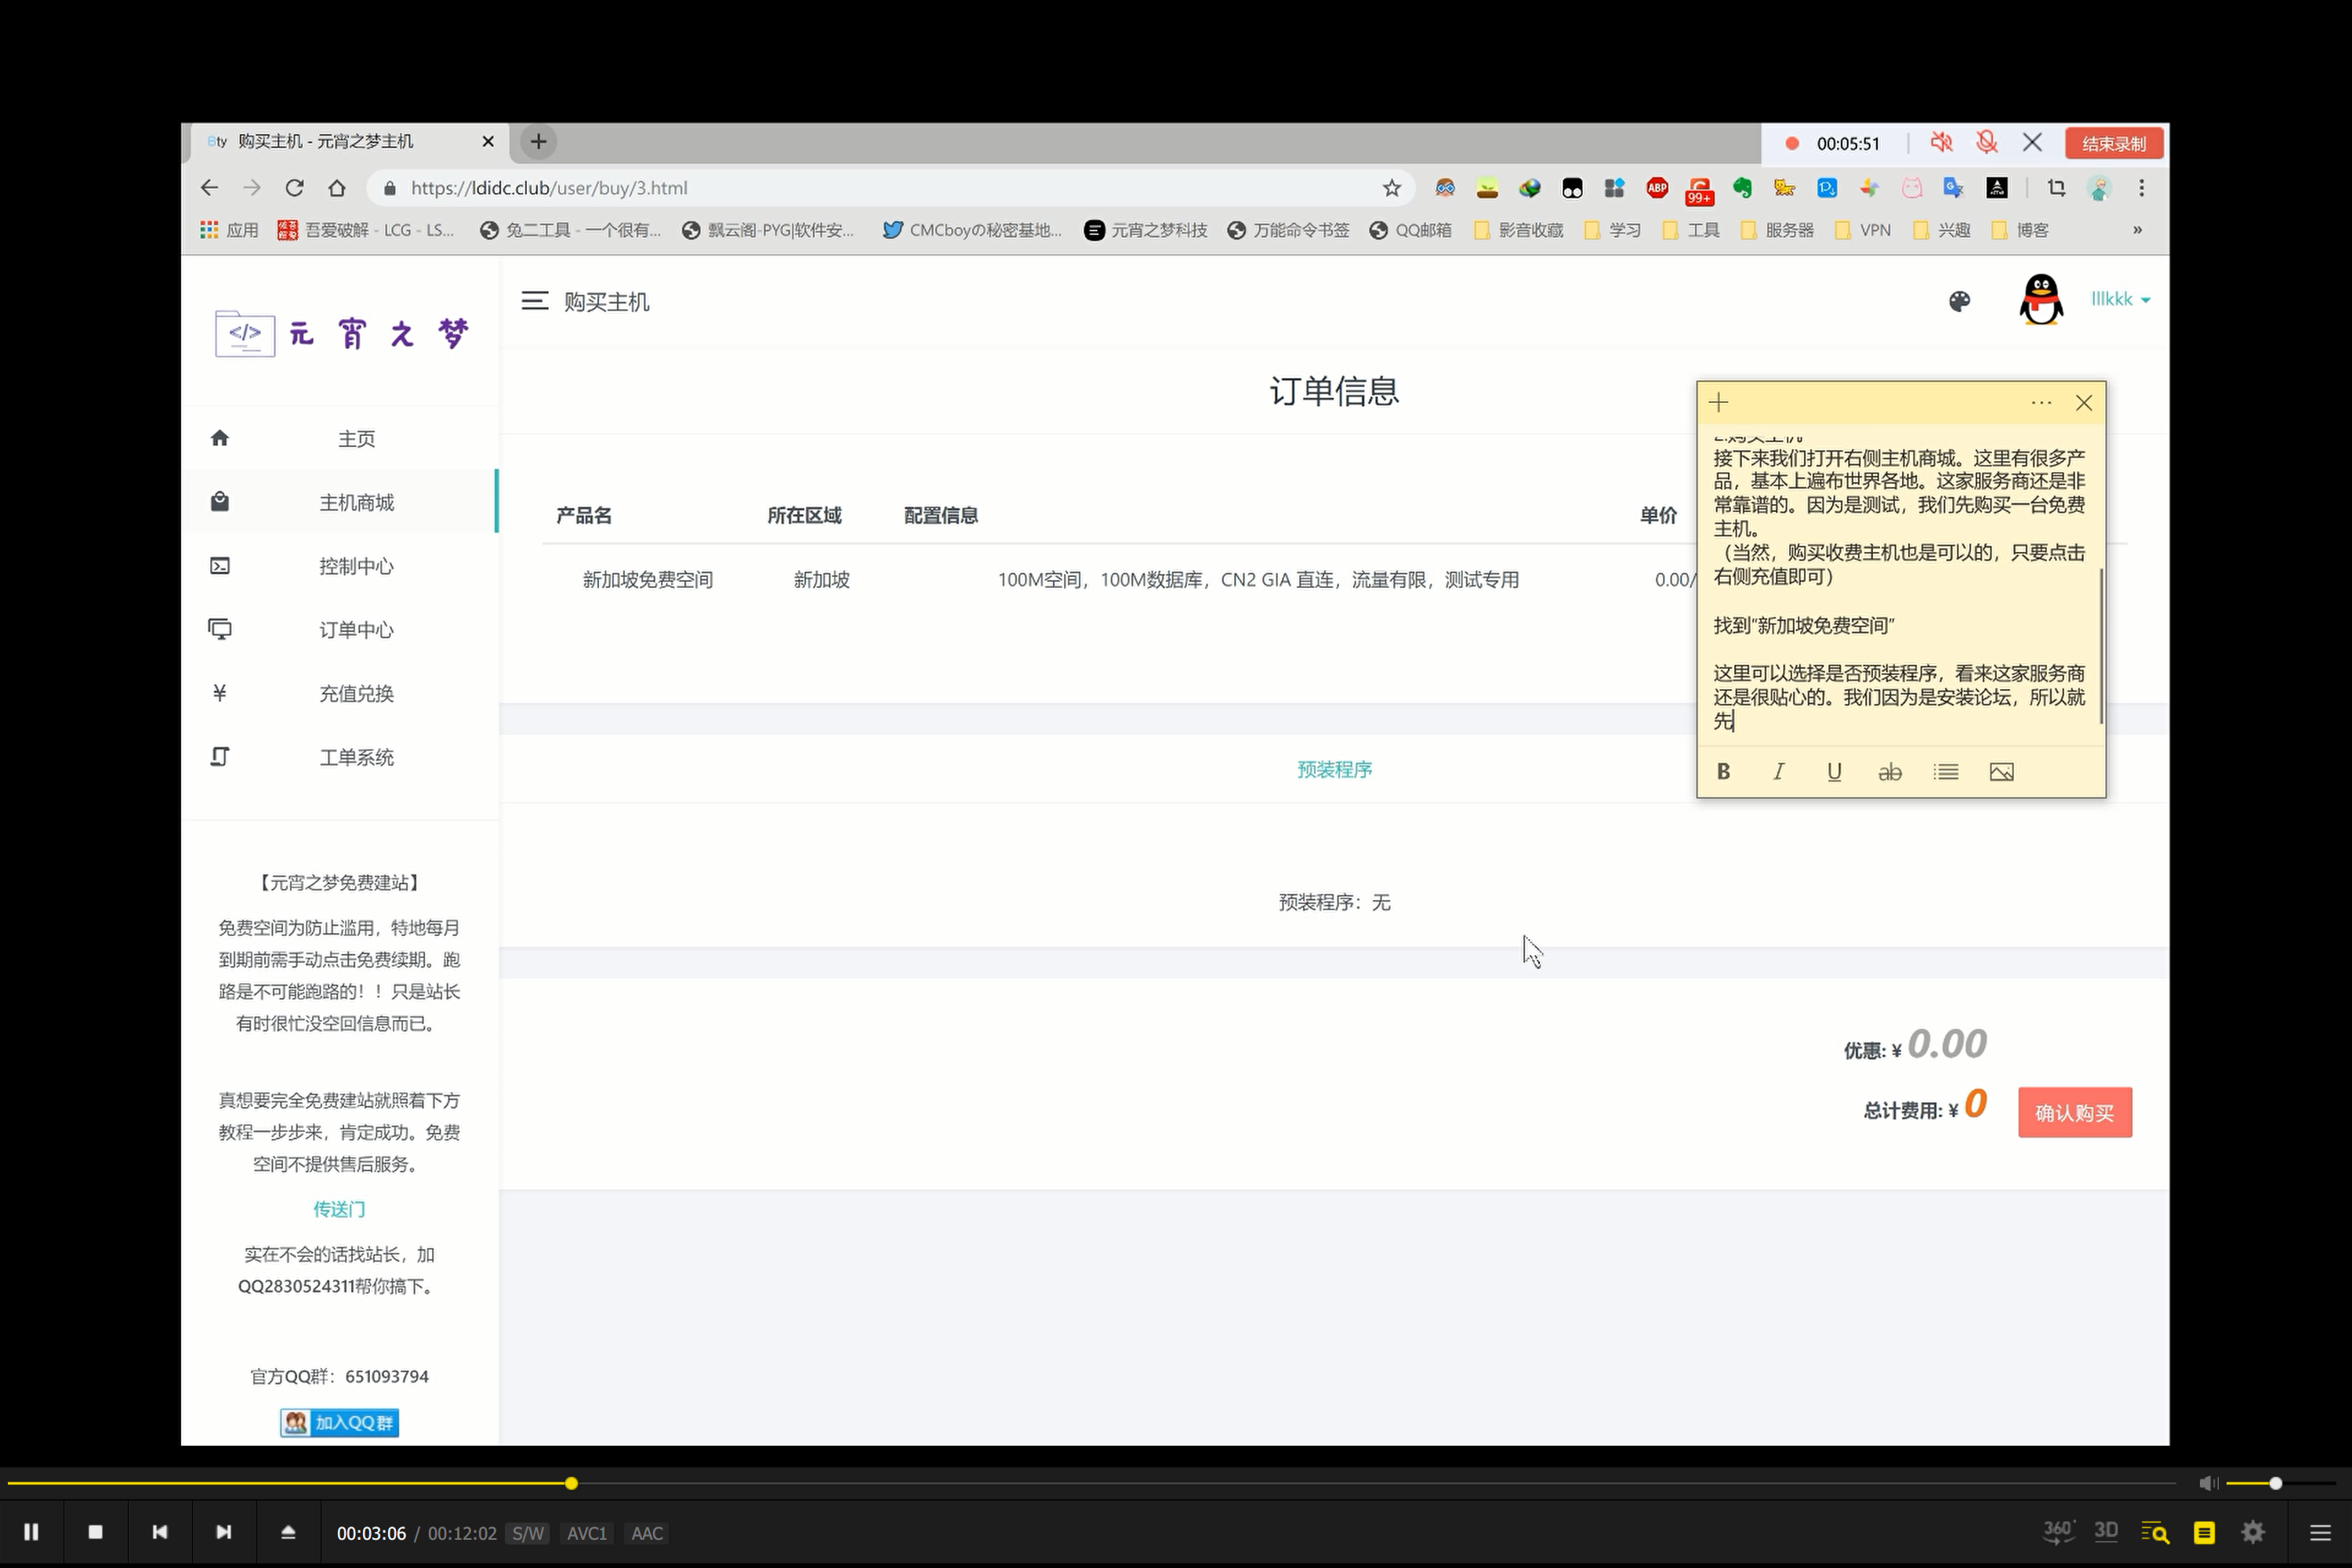 购买主机 - 元宵之梦主机
00:05:51
结束录制
https://ldidc.club/user/buy/3.html
ABP
99+
应用
吾爱破解 - LCG - LS...
免二工具 - 一个很有...
飘云阁-PYG|软件安...
CMCboyの秘密基地...
元宵之梦科技
万能命令书签
QQ邮箱
影音收藏
学习
工具
服务器
VPN
兴趣
博客
»
元宵之梦
购买主机
lllkkk
主页
主机商城
控制中心
订单中心
充值兑换
工单系统
【元宵之梦免费建站】
免费空间为防止滥用，特地每月
到期前需手动点击免费续期。跑
路是不可能跑路的！！只是站长
有时很忙没空回信息而已。
真想要完全免费建站就照着下方
教程一步步来，肯定成功。免费
空间不提供售后服务。
传送门
实在不会的话找站长，加
QQ2830524311帮你搞下。
官方QQ群：651093794
加入QQ群
订单信息
产品名 所在区域 配置信息 单价
新加坡免费空间 新加坡 100M空间，100M数据库，CN2 GIA 直连，流量有限，测试专用 0.00/
预装程序
预装程序：无
优惠: ¥ 0.00
总计费用: ¥ 0
确认购买
2.购买主机
接下来我们打开右侧主机商城。这里有很多产
品，基本上遍布世界各地。这家服务商还是非
常靠谱的。因为是测试，我们先购买一台免费
主机。
（当然，购买收费主机也是可以的，只要点击
右侧充值即可）
找到“新加坡免费空间”
这里可以选择是否预装程序，看来这家服务商
还是很贴心的。我们因为是安装论坛，所以就
先
B I U ab
00:03:06 / 00:12:02 S/W AVC1 AAC
360° 3D